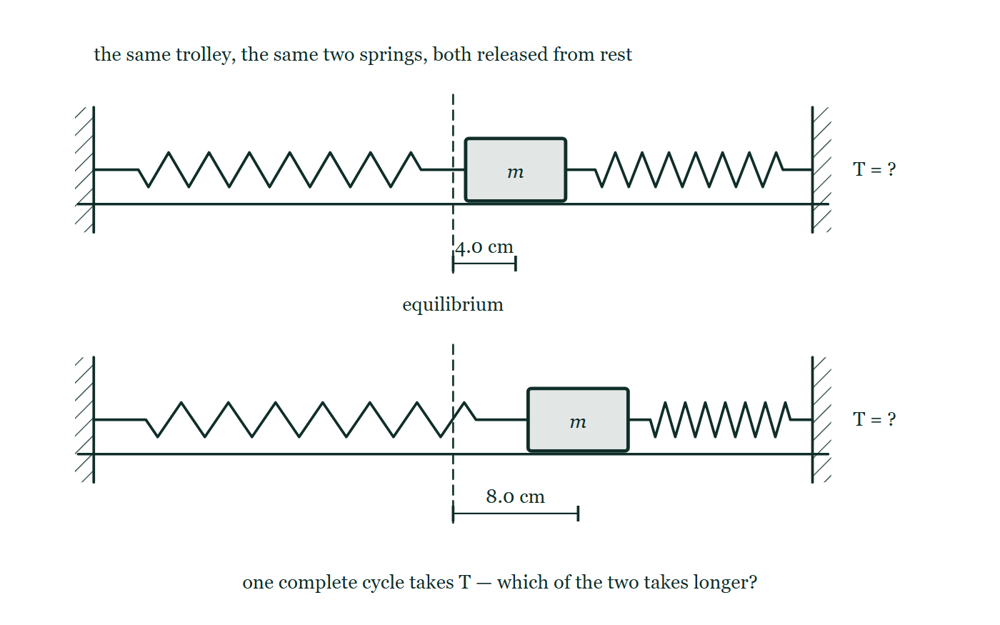 the same trolley, the same two springs, both released from rest
m
T = ?
4.0 cm
equilibrium
m
T = ?
8.0 cm
one complete cycle takes T — which of the two takes longer?